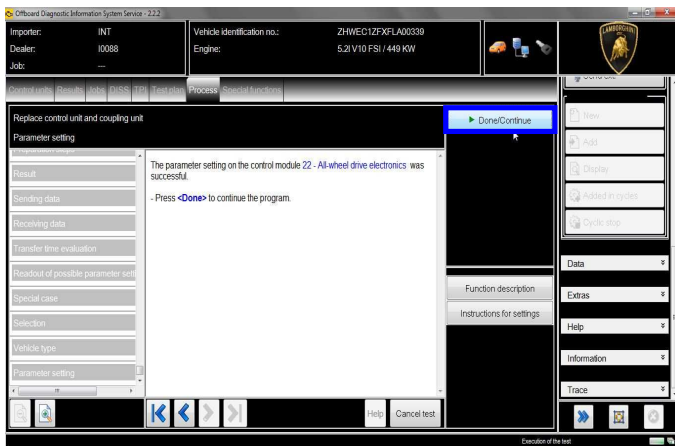 Offboard Diagnostic Information System Service - 2.2.2
Importer: INT
Dealer: I0088
Job: ---
Vehicle identification no.: ZHWEC1ZFXFLA00339
Engine: 5.2l V10 FSI / 449 KW
LAMBORGHINI
Control units Results Jobs DISS TPI Test plan Process Special functions
Replace control unit and coupling unit
Parameter setting
Done/Continue
Result
Sending data
Receiving data
Transfer time evaluation
Readout of possible parameter setti
Special case
Selection
Vehicle type
Parameter setting
The parameter setting on the control module 22 - All-wheel drive electronics was
successful.
- Press <Done> to continue the program.
Function description
Instructions for settings
Help
Cancel test
New
Add
Display
Added in cycles
Cyclic stop
Data
Extras
Help
Information
Trace
Execution of the test